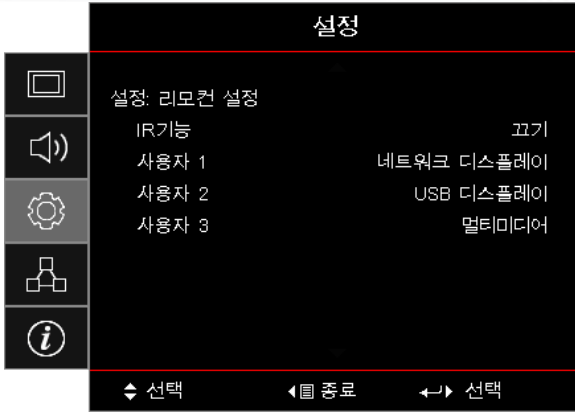 설정
설정: 리모컨 설정
IR기능 끄기
사용자 1 네트워크 디스플레이
사용자 2 USB 디스플레이
사용자 3 멀티미디어
선택 종료 선택